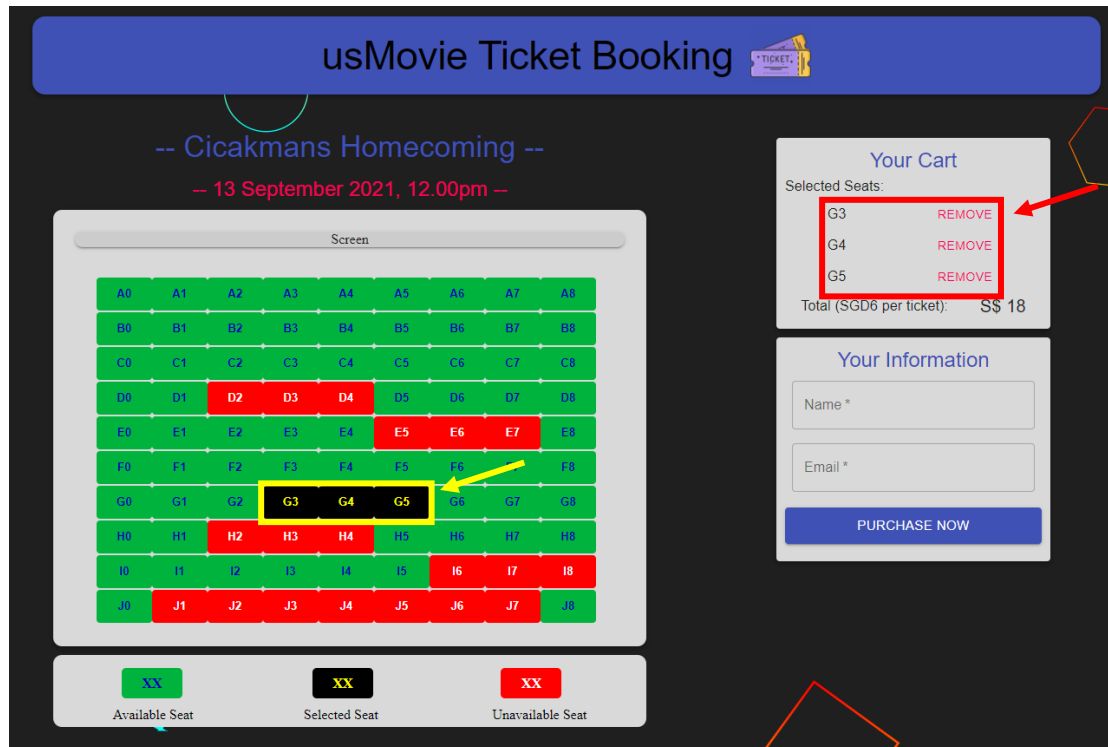 usMovie Ticket Booking
TICKET
-- Cicakmans Homecoming --
-- 13 September 2021, 12.00pm --
Screen
A0 A1 A2 A3 A4 A5 A6 A7 A8
B0 B1 B2 B3 B4 B5 B6 B7 B8
C0 C1 C2 C3 C4 C5 C6 C7 C8
D0 D1 D2 D3 D4 D5 D6 D7 D8
E0 E1 E2 E3 E4 E5 E6 E7 E8
F0 F1 F2 F3 F4 F5 F6 F8
G0 G1 G2 G3 G4 G5 G6 G7 G8
H0 H1 H2 H3 H4 H5 H6 H7 H8
I0 I1 I2 I3 I4 I5 I6 I7 I8
J0 J1 J2 J3 J4 J5 J6 J7 J8
XX XX XX
Available Seat Selected Seat Unavailable Seat
Your Cart
Selected Seats:
G3 REMOVE
G4 REMOVE
G5 REMOVE
Total (SGD6 per ticket): S$ 18
Your Information
Name *
Email *
PURCHASE NOW